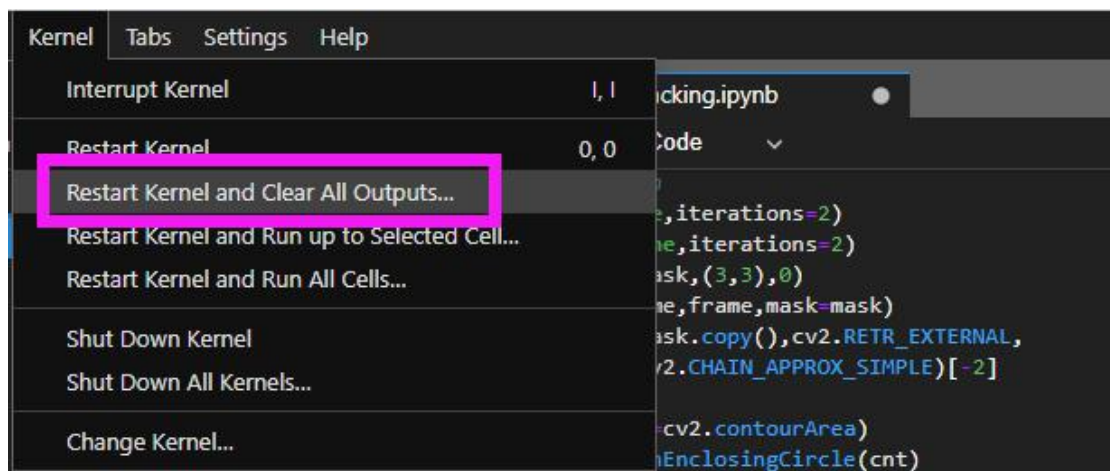 Kernel Tabs Settings Help
Interrupt Kernel I, I
Restart Kernel 0, 0
Restart Kernel and Clear All Outputs...
Restart Kernel and Run up to Selected Cell...
Restart Kernel and Run All Cells...
Shut Down Kernel
Shut Down All Kernels...
Change Kernel...
cking.ipynb
Code
e,iterations=2)
ne,iterations=2)
ask,(3,3),0)
me,frame,mask=mask)
ask.copy(),cv2.RETR_EXTERNAL,
v2.CHAIN_APPROX_SIMPLE)[-2]
=cv2.contourArea)
nEnclosingCircle(cnt)